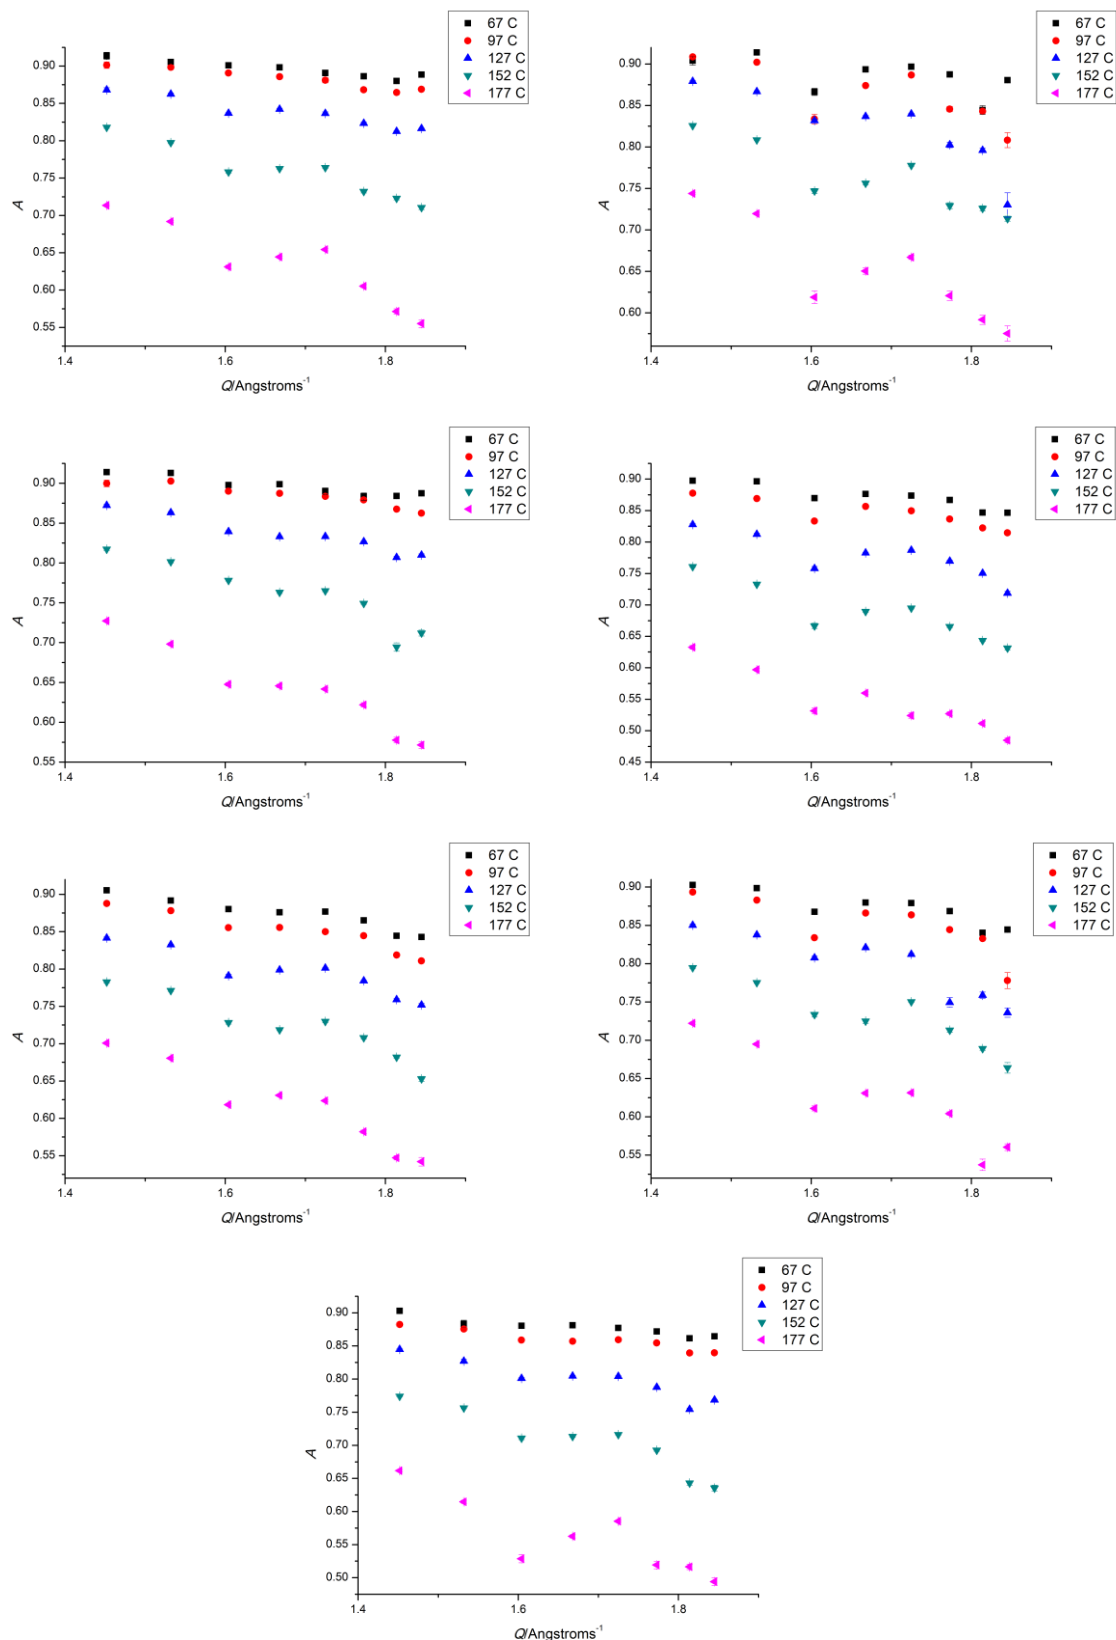 67 C
97 C
127 C
152 C
177 C
0.90
0.85
0.80
0.75
0.70
0.65
0.60
0.55
A
1.4 1.6 1.8
Q/Angstroms-1
67 C
97 C
127 C
152 C
177 C
0.90
0.85
0.80
0.75
0.70
0.65
0.60
A
1.4 1.6 1.8
Q/Angstroms-1
67 C
97 C
127 C
152 C
177 C
0.90
0.85
0.80
0.75
0.70
0.65
0.60
0.55
A
1.4 1.6 1.8
Q/Angstroms-1
67 C
97 C
127 C
152 C
177 C
0.90
0.85
0.80
0.75
0.70
0.65
0.60
0.55
0.50
0.45
A
1.4 1.6 1.8
Q/Angstroms-1
67 C
97 C
127 C
152 C
177 C
0.90
0.85
0.80
0.75
0.70
0.65
0.60
0.55
A
1.4 1.6 1.8
Q/Angstroms-1
67 C
97 C
127 C
152 C
177 C
0.90
0.85
0.80
0.75
0.70
0.65
0.60
0.55
A
1.4 1.6 1.8
Q/Angstroms-1
67 C
97 C
127 C
152 C
177 C
0.90
0.85
0.80
0.75
0.70
0.65
0.60
0.55
0.50
A
1.4 1.6 1.8
Q/Angstroms-1